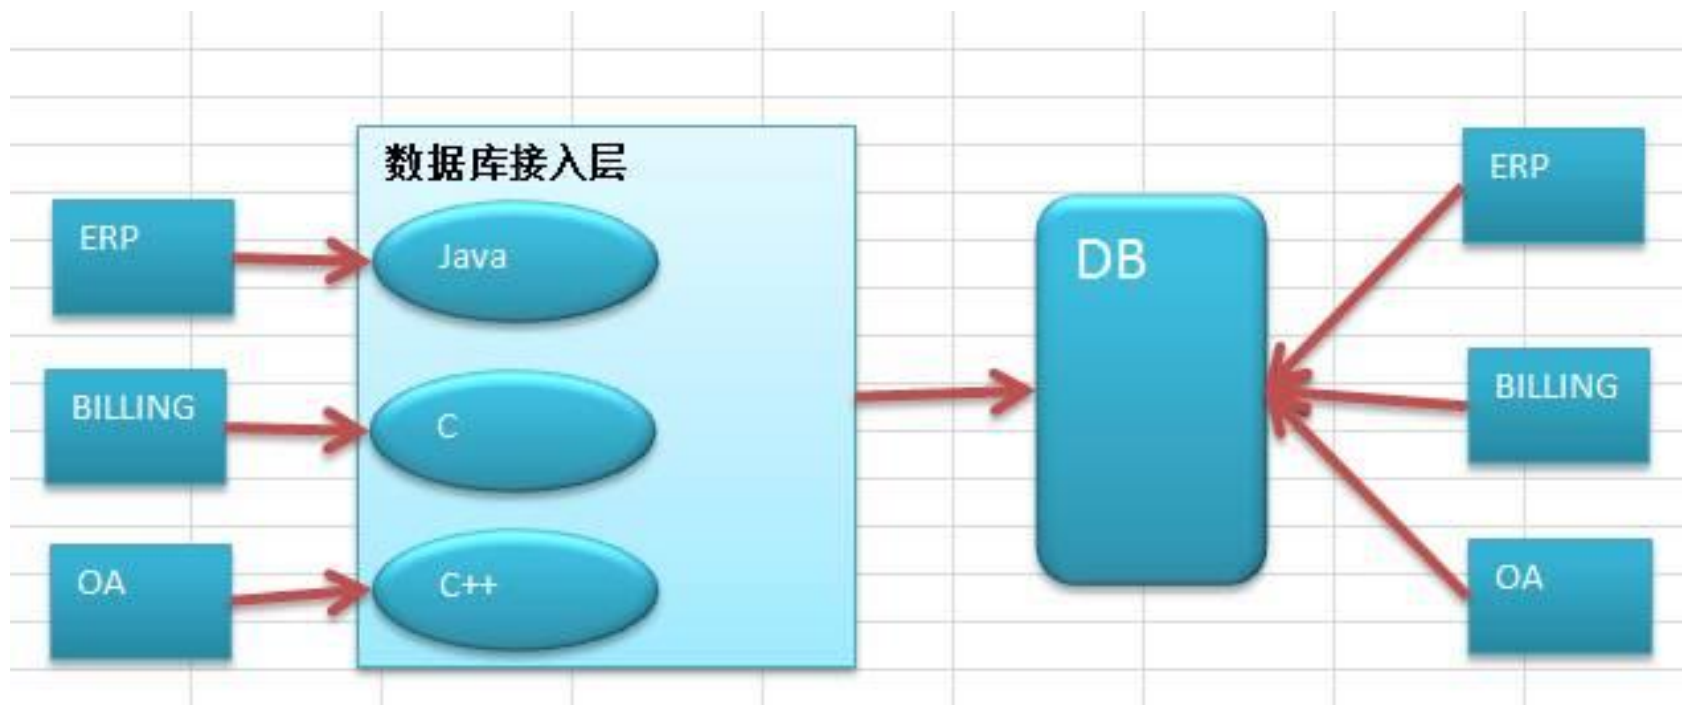 数据库接入层
ERP
Java
BILLING
C
OA
C++
DB
ERP
BILLING
OA